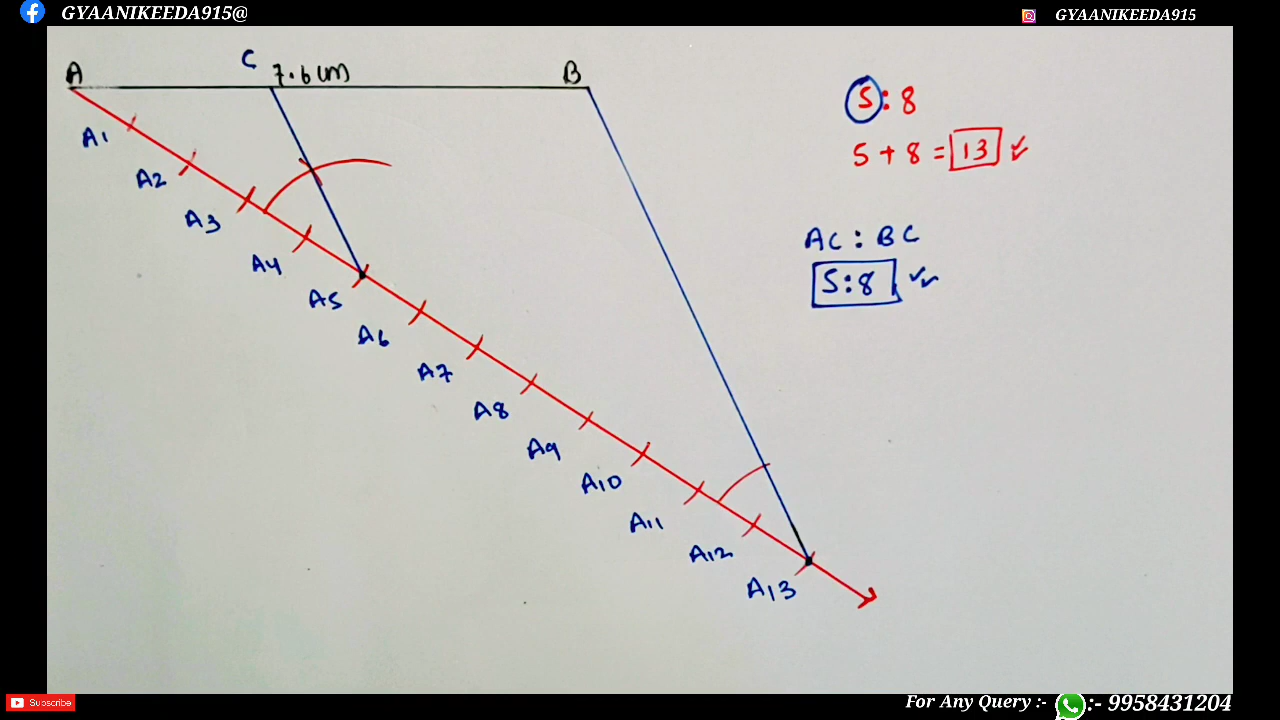 GYAANIKEEDA915@
GYAANIKEEDA915
A
C
7.6 cm
B
5:8
5+8=13
AC:BC
5:8
A1
A2
A3
A4
A5
A6
A7
A8
A9
A10
A11
A12
A13
Subscribe
For Any Query :- :- 9958431204